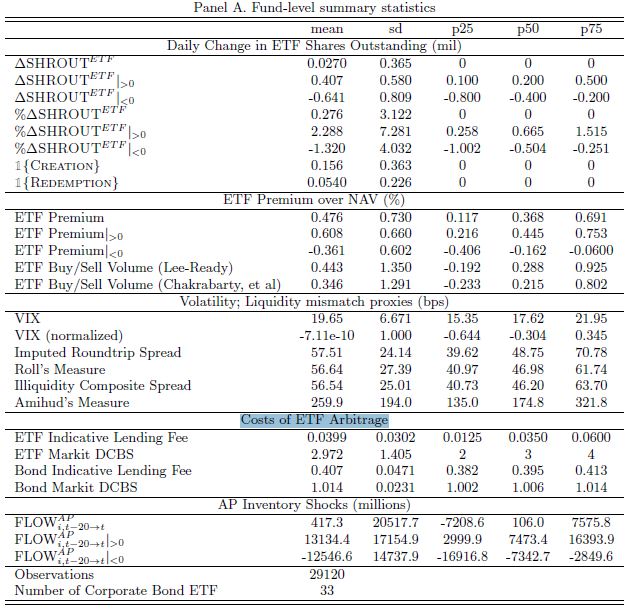 Panel A. Fund-level summary statistics
mean sd p25 p50 p75
Daily Change in ETF Shares Outstanding (mil)
ΔSHROUT^{ETF} 0.0270 0.365 0 0 0
ΔSHROUT^{ETF}|_{>0} 0.407 0.580 0.100 0.200 0.500
ΔSHROUT^{ETF}|_{<0} -0.641 0.809 -0.800 -0.400 -0.200
%ΔSHROUT^{ETF} 0.276 3.122 0 0 0
%ΔSHROUT^{ETF}|_{>0} 2.288 7.281 0.258 0.665 1.515
%ΔSHROUT^{ETF}|_{<0} -1.320 4.032 -1.002 -0.504 -0.251
𝟙{CREATION} 0.156 0.363 0 0 0
𝟙{REDEMPTION} 0.0540 0.226 0 0 0
ETF Premium over NAV (%)
ETF Premium 0.476 0.730 0.117 0.368 0.691
ETF Premium|_{>0} 0.608 0.660 0.216 0.445 0.753
ETF Premium|_{<0} -0.361 0.602 -0.406 -0.162 -0.0600
ETF Buy/Sell Volume (Lee-Ready) 0.443 1.350 -0.192 0.288 0.925
ETF Buy/Sell Volume (Chakrabarty, et al) 0.346 1.291 -0.233 0.215 0.802
Volatility; Liquidity mismatch proxies (bps)
VIX 19.65 6.671 15.35 17.62 21.95
VIX (normalized) -7.11e-10 1.000 -0.644 -0.304 0.345
Imputed Roundtrip Spread 57.51 24.14 39.62 48.75 70.78
Roll's Measure 56.64 27.39 40.97 46.98 61.74
Illiquidity Composite Spread 56.54 25.01 40.73 46.20 63.70
Amihud's Measure 259.9 194.0 135.0 174.8 321.8
Costs of ETF Arbitrage
ETF Indicative Lending Fee 0.0399 0.0302 0.0125 0.0350 0.0600
ETF Markit DCBS 2.972 1.405 2 3 4
Bond Indicative Lending Fee 0.407 0.0471 0.382 0.395 0.413
Bond Markit DCBS 1.014 0.0231 1.002 1.006 1.014
AP Inventory Shocks (millions)
FLOW^{AP}_{i,t−20→t} 417.3 20517.7 -7208.6 106.0 7575.8
FLOW^{AP}_{i,t−20→t}|_{>0} 13134.4 17154.9 2999.9 7473.4 16393.9
FLOW^{AP}_{i,t−20→t}|_{<0} -12546.6 14737.9 -16916.8 -7342.7 -2849.6
Observations 29120
Number of Corporate Bond ETF 33